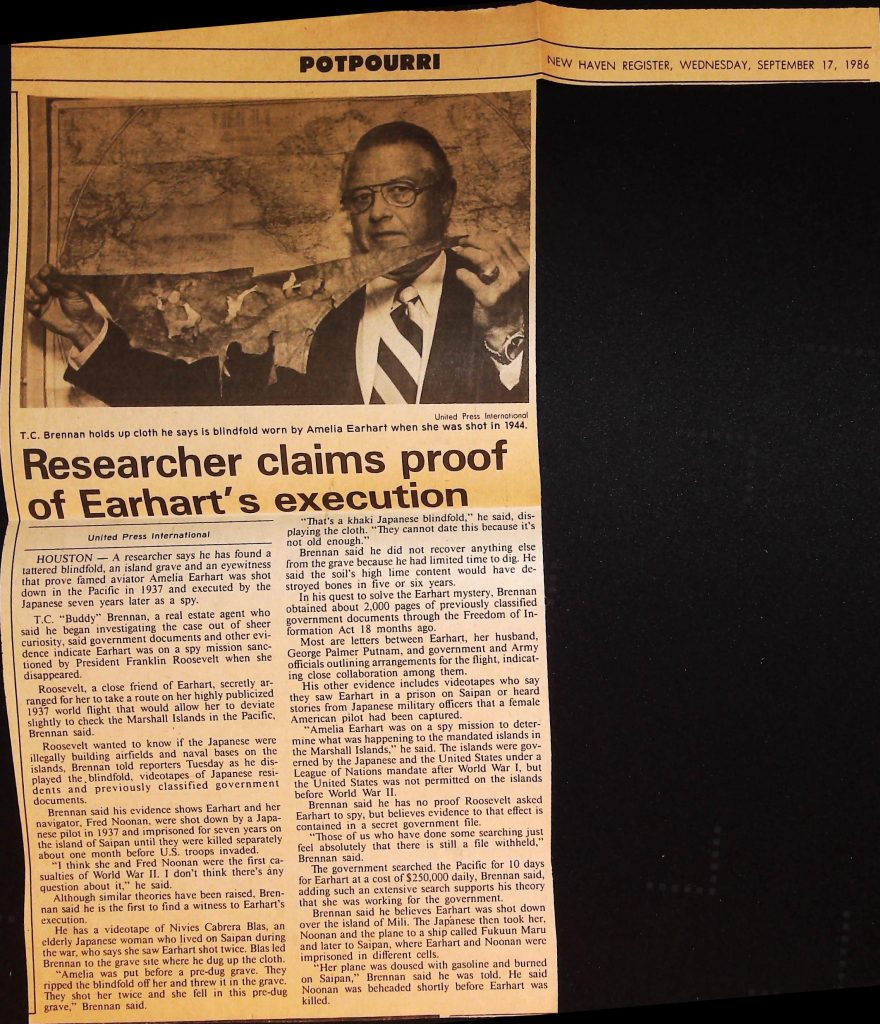 POTPOURRI
NEW HAVEN REGISTER, WEDNESDAY, SEPTEMBER 17, 1986
United Press International
T.C. Brennan holds up cloth he says is blindfold worn by Amelia Earhart when she was shot in 1944.
Researcher claims proof
of Earhart's execution
United Press International
HOUSTON — A researcher says he has found a
tattered blindfold, an island grave and an eyewitness
that prove famed aviator Amelia Earhart was shot
down in the Pacific in 1937 and executed by the
Japanese seven years later as a spy.
T.C. "Buddy" Brennan, a real estate agent who
said he began investigating the case out of sheer
curiosity, said government documents and other evi-
dence indicate Earhart was on a spy mission sanc-
tioned by President Franklin Roosevelt when she
disappeared.
Roosevelt, a close friend of Earhart, secretly ar-
ranged for her to take a route on her highly publicized
1937 world flight that would allow her to deviate
slightly to check the Marshall Islands in the Pacific,
Brennan said.
Roosevelt wanted to know if the Japanese were
illegally building airfields and naval bases on the
islands, Brennan told reporters Tuesday as he dis-
played the blindfold, videotapes of Japanese resi-
dents and previously classified government
documents.
Brennan said his evidence shows Earhart and her
navigator, Fred Noonan, were shot down by a Japa-
nese pilot in 1937 and imprisoned for seven years on
the island of Saipan until they were killed separately
about one month before U.S. troops invaded.
"I think she and Fred Noonan were the first ca-
sualties of World War II. I don't think there's any
question about it," he said.
Although similar theories have been raised, Bren-
nan said he is the first to find a witness to Earhart's
execution.
He has a videotape of Nivies Cabrera Blas, an
elderly Japanese woman who lived on Saipan during
the war, who says she saw Earhart shot twice. Blas led
Brennan to the grave site where he dug up the cloth.
"Amelia was put before a pre-dug grave. They
ripped the blindfold off her and threw it in the grave.
They shot her twice and she fell in this pre-dug
grave," Brennan said.
"That's a khaki Japanese blindfold," he said, dis-
playing the cloth. "They cannot date this because it's
not old enough."
Brennan said he did not recover anything else
from the grave because he had limited time to dig. He
said the soil's high lime content would have de-
stroyed bones in five or six years.
In his quest to solve the Earhart mystery, Brennan
obtained about 2,000 pages of previously classified
government documents through the Freedom of In-
formation Act 18 months ago.
Most are letters between Earhart, her husband,
George Palmer Putnam, and government and Army
officials outlining arrangements for the flight, indicat-
ing close collaboration among them.
His other evidence includes videotapes who say
they saw Earhart in a prison on Saipan or heard
stories from Japanese military officers that a female
American pilot had been captured.
"Amelia Earhart was on a spy mission to deter-
mine what was happening to the mandated islands in
the Marshall Islands," he said. The islands were gov-
erned by the Japanese and the United States under a
League of Nations mandate after World War I, but
the United States was not permitted on the islands
before World War II.
Brennan said he has no proof Roosevelt asked
Earhart to spy, but believes evidence to that effect is
contained in a secret government file.
"Those of us who have done some searching just
feel absolutely that there is still a file withheld,"
Brennan said.
The government searched the Pacific for 10 days
for Earhart at a cost of $250,000 daily, Brennan said,
adding such an extensive search supports his theory
that she was working for the government.
Brennan said he believes Earhart was shot down
over the island of Mili. The Japanese then took her,
Noonan and the plane to a ship called Fukuun Maru
and later to Saipan, where Earhart and Noonan were
imprisoned in different cells.
"Her plane was doused with gasoline and burned
on Saipan," Brennan said he was told. He said
Noonan was beheaded shortly before Earhart was
killed.